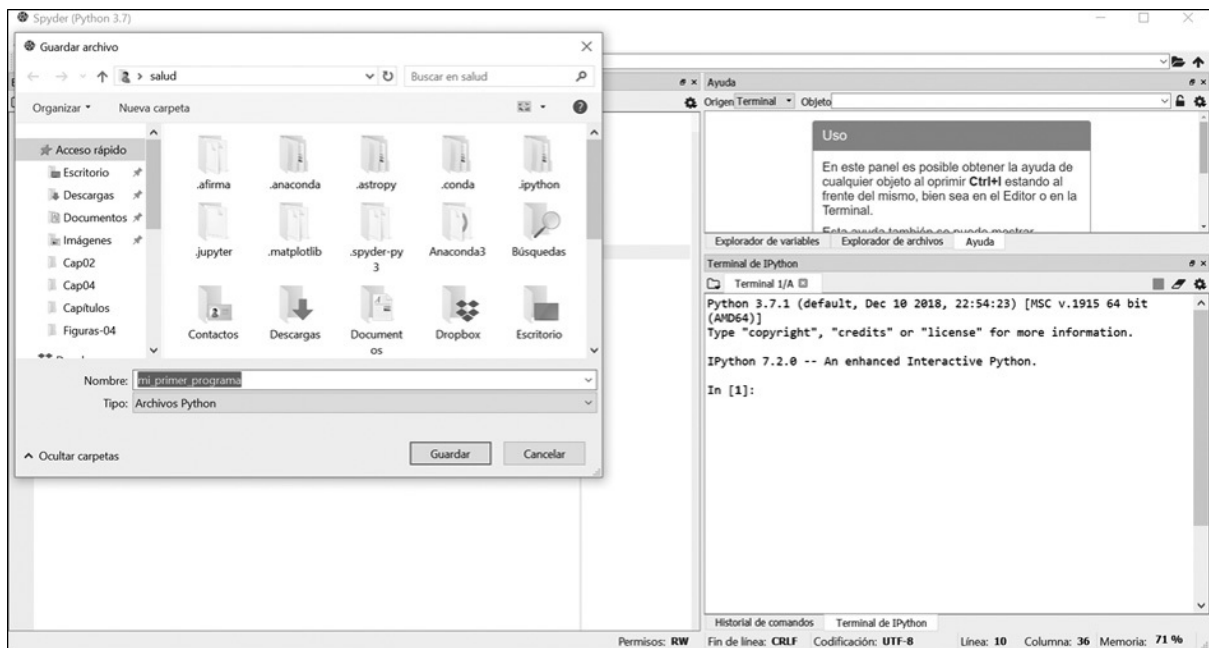 Spyder (Python 3.7)
Guardar archivo
salud
Buscar en salud
Organizar
Nueva carpeta
Acceso rápido
Escritorio
Descargas
Documentos
Imágenes
Cap02
Cap04
Capítulos
Figuras-04
.afirma
.anaconda
.astropy
.conda
.ipython
.jupyter
.matplotlib
.spyder-py
3
Anaconda3
Búsquedas
Contactos
Descargas
Document
os
Dropbox
Escritorio
Nombre: mi_primer_programa
Tipo: Archivos Python
Ocultar carpetas
Guardar
Cancelar
Ayuda
Origen Terminal Objeto
Uso
En este panel es posible obtener la ayuda de
cualquier objeto al oprimir Ctrl+I estando al
frente del mismo, bien sea en el Editor o en la
Terminal.
Esta ayuda también se puede mostrar
Explorador de variables Explorador de archivos Ayuda
Terminal de IPython
Terminal 1/A
Python 3.7.1 (default, Dec 10 2018, 22:54:23) [MSC v.1915 64 bit
(AMD64)]
Type "copyright", "credits" or "license" for more information.
IPython 7.2.0 -- An enhanced Interactive Python.
In [1]:
Historial de comandos Terminal de IPython
Permisos: RW Fin de línea: CRLF Codificación: UTF-8 Línea: 10 Columna: 36 Memoria: 71 %